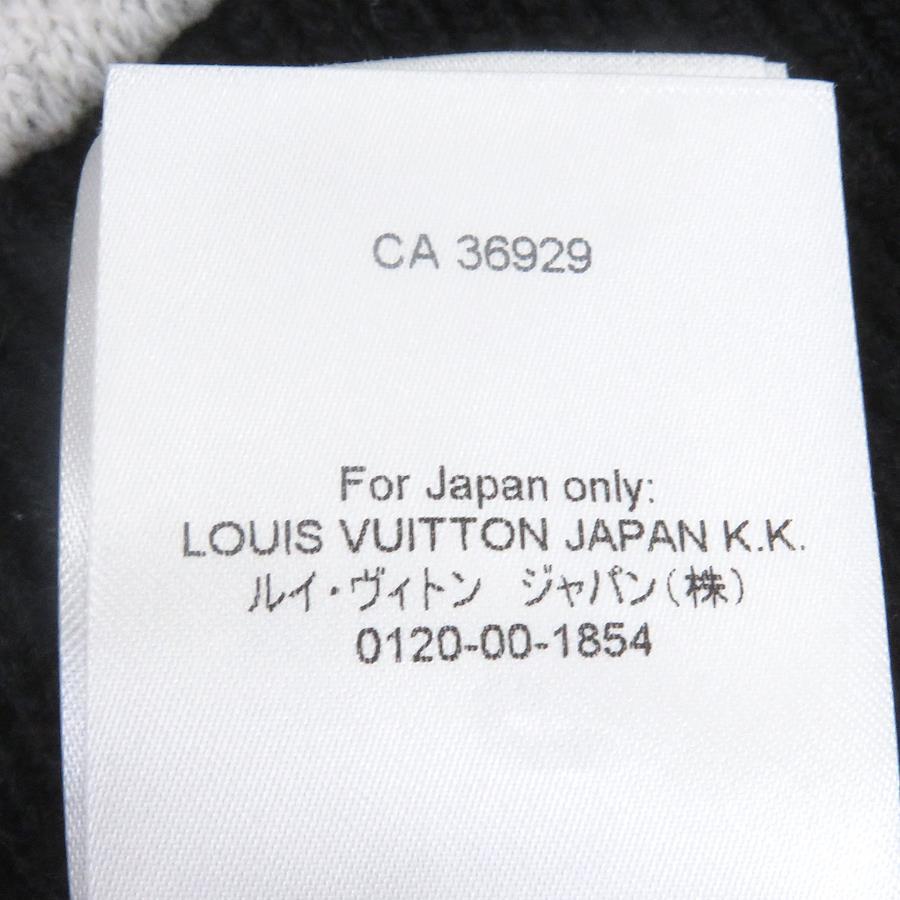 CA 36929
For Japan only:
LOUIS VUITTON JAPAN K.K.
ルイ・ヴィトン　ジャパン(株)
0120-00-1854